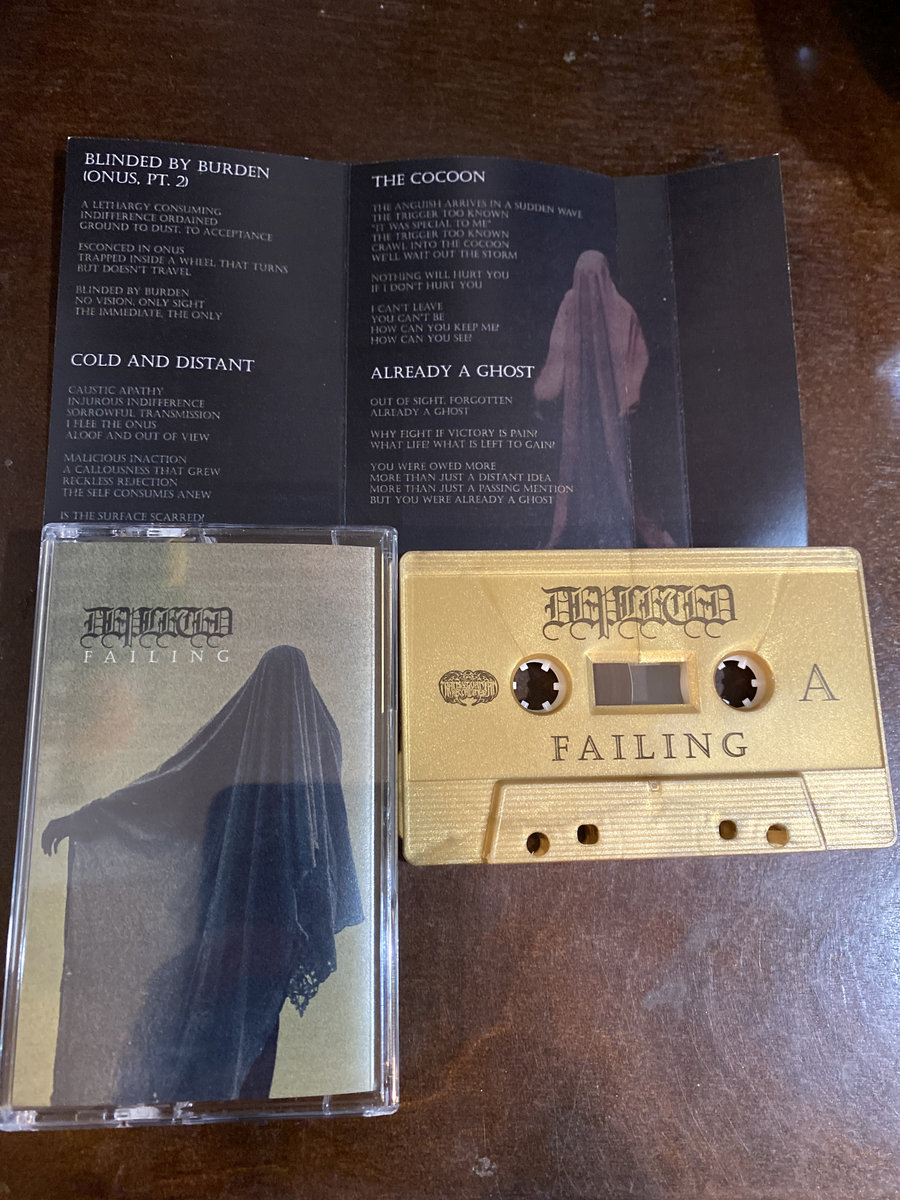 BLINDED BY BURDEN
(ONUS, PT. 2)
A LETHARGY CONSUMING
INDIFFERENCE ORDAINED
GROUND TO DUST, TO ACCEPTANCE
ESCONCED IN ONUS
TRAPPED INSIDE A WHEEL THAT TURNS
BUT DOESN'T TRAVEL
BLINDED BY BURDEN
NO VISION, ONLY SIGHT
THE IMMEDIATE, THE ONLY
COLD AND DISTANT
CAUSTIC APATHY
INJUROUS INDIFFERENCE
SORROWFUL TRANSMISSION
I FLEE THE ONUS
ALOOF AND OUT OF VIEW
MALICIOUS INACTION
A CALLOUSNESS THAT GREW
RECKLESS REJECTION
THE SELF CONSUMES ANEW
IS THE SURFACE SCARRED?
THE COCOON
THE ANGUISH ARRIVES IN A SUDDEN WAVE
THE TRIGGER TOO KNOWN
"IT WAS SPECIAL TO ME"
THE TRIGGER TOO KNOWN
CRAWL INTO THE COCOON
WE'LL WAIT OUT THE STORM
NOTHING WILL HURT YOU
IF I DON'T HURT YOU
I CAN'T LEAVE
YOU CAN'T BE
HOW CAN YOU KEEP ME?
HOW CAN YOU SEE?
ALREADY A GHOST
OUT OF SIGHT, FORGOTTEN
ALREADY A GHOST
WHY FIGHT IF VICTORY IS PAIN?
WHAT LIFE? WHAT IS LEFT TO GAIN?
YOU WERE OWED MORE
MORE THAN JUST A DISTANT IDEA
MORE THAN JUST A PASSING MENTION
BUT YOU WERE ALREADY A GHOST
DEPLETED
FAILING
DEPLETED
A
FAILING